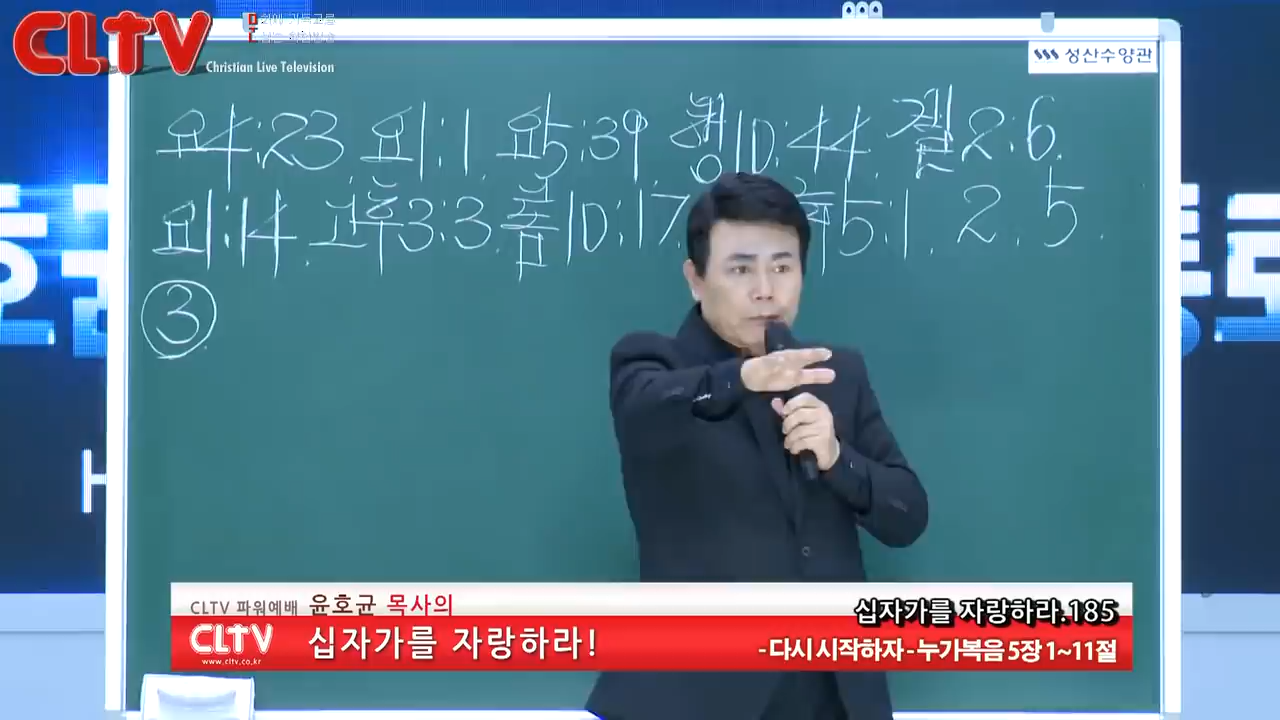 CLTV
Christian Live Television
성산수양관
요4:23 요1:1 요5:39 행10:44 겔2:6
요1:14 고후3:3 롬10:17 5:1. 2. 5.
③
CLTV 파워예배 윤호균 목사의
십자가를 자랑하라.185
CLTV
www.cltv.co.kr
십자가를 자랑하라!
-다시 시작하자-누가복음 5장 1~11절